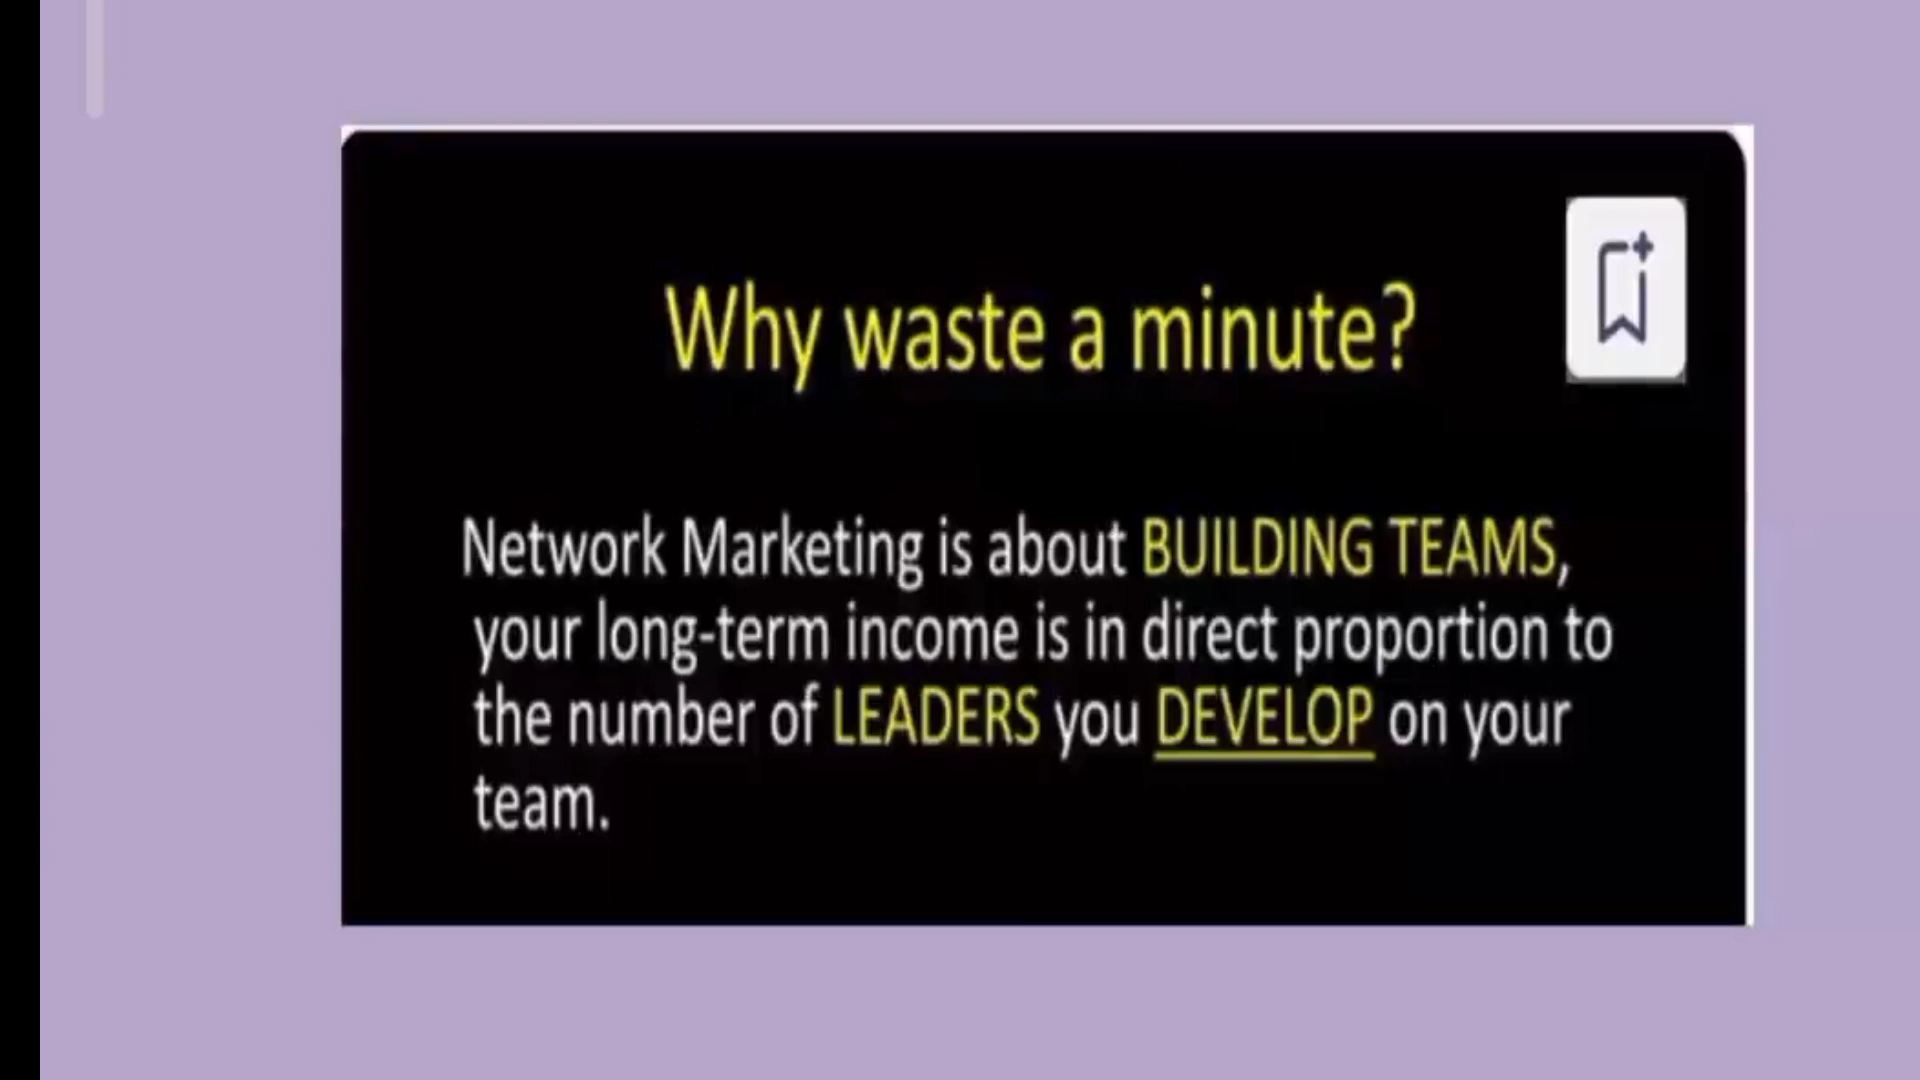 Why waste a minute?
Network Marketing is about BUILDING TEAMS,
your long-term income is in direct proportion to
the number of LEADERS you DEVELOP on your
team.